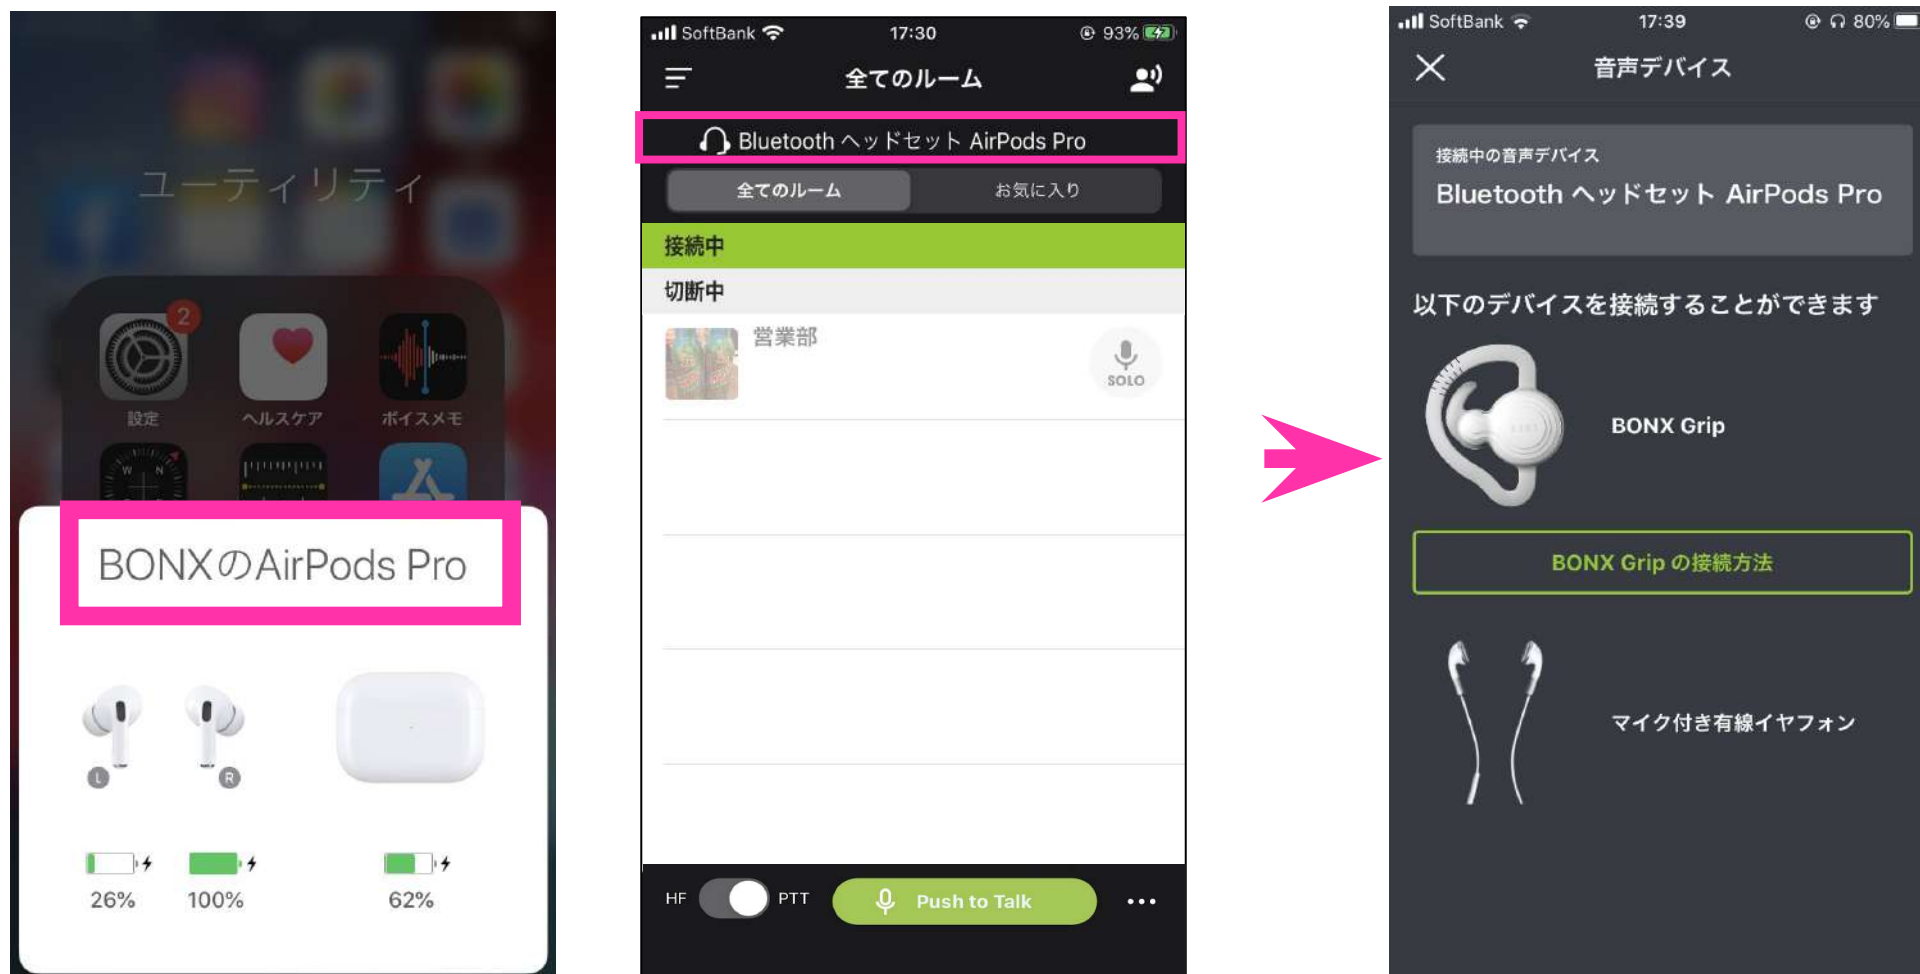 ユーティリティ
2
設定
ヘルスケア
ボイスメモ
W N
BONXのAirPods Pro
L
R
26%
100%
62%
SoftBank 17:30 93%
全てのルーム
Bluetooth ヘッドセット AirPods Pro
全てのルーム
お気に入り
接続中
切断中
営業部
SOLO
HF
PTT
Push to Talk
SoftBank 17:39 80%
音声デバイス
接続中の音声デバイス
Bluetooth ヘッドセット AirPods Pro
以下のデバイスを接続することができます
BONX Grip
BONX Grip の接続方法
マイク付き有線イヤフォン